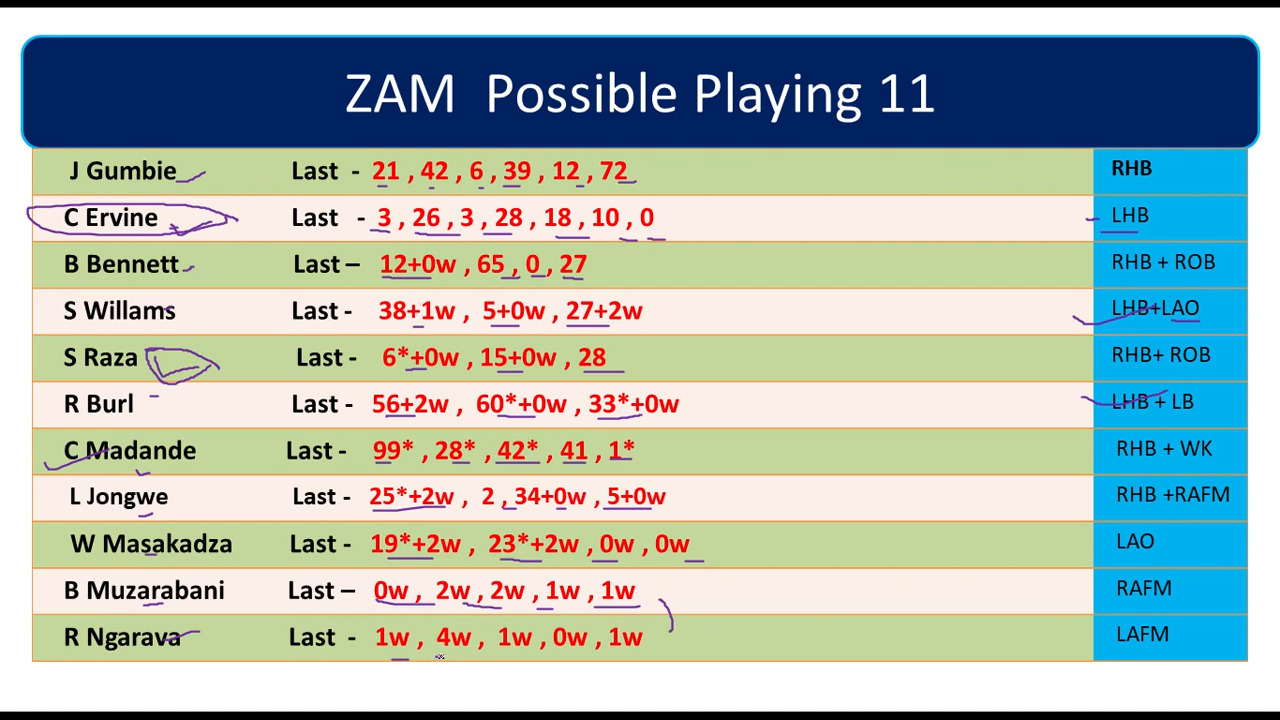 ZAM Possible Playing 11
J Gumbie Last - 21 , 42 , 6 , 39 , 12 , 72 RHB
C Ervine Last - 3 , 26 , 3 , 28 , 18 , 10 , 0 LHB
B Bennett Last – 12+0w , 65 , 0 , 27 RHB + ROB
S Willams Last - 38+1w , 5+0w , 27+2w LHB+LAO
S Raza Last - 6*+0w , 15+0w , 28 RHB+ ROB
R Burl Last - 56+2w , 60*+0w , 33*+0w LHB + LB
C Madande Last - 99* , 28* , 42* , 41 , 1* RHB + WK
L Jongwe Last - 25*+2w , 2 , 34+0w , 5+0w RHB +RAFM
W Masakadza Last - 19*+2w , 23*+2w , 0w , 0w LAO
B Muzarabani Last – 0w , 2w , 2w , 1w , 1w RAFM
R Ngarava Last - 1w , 4w , 1w , 0w , 1w LAFM